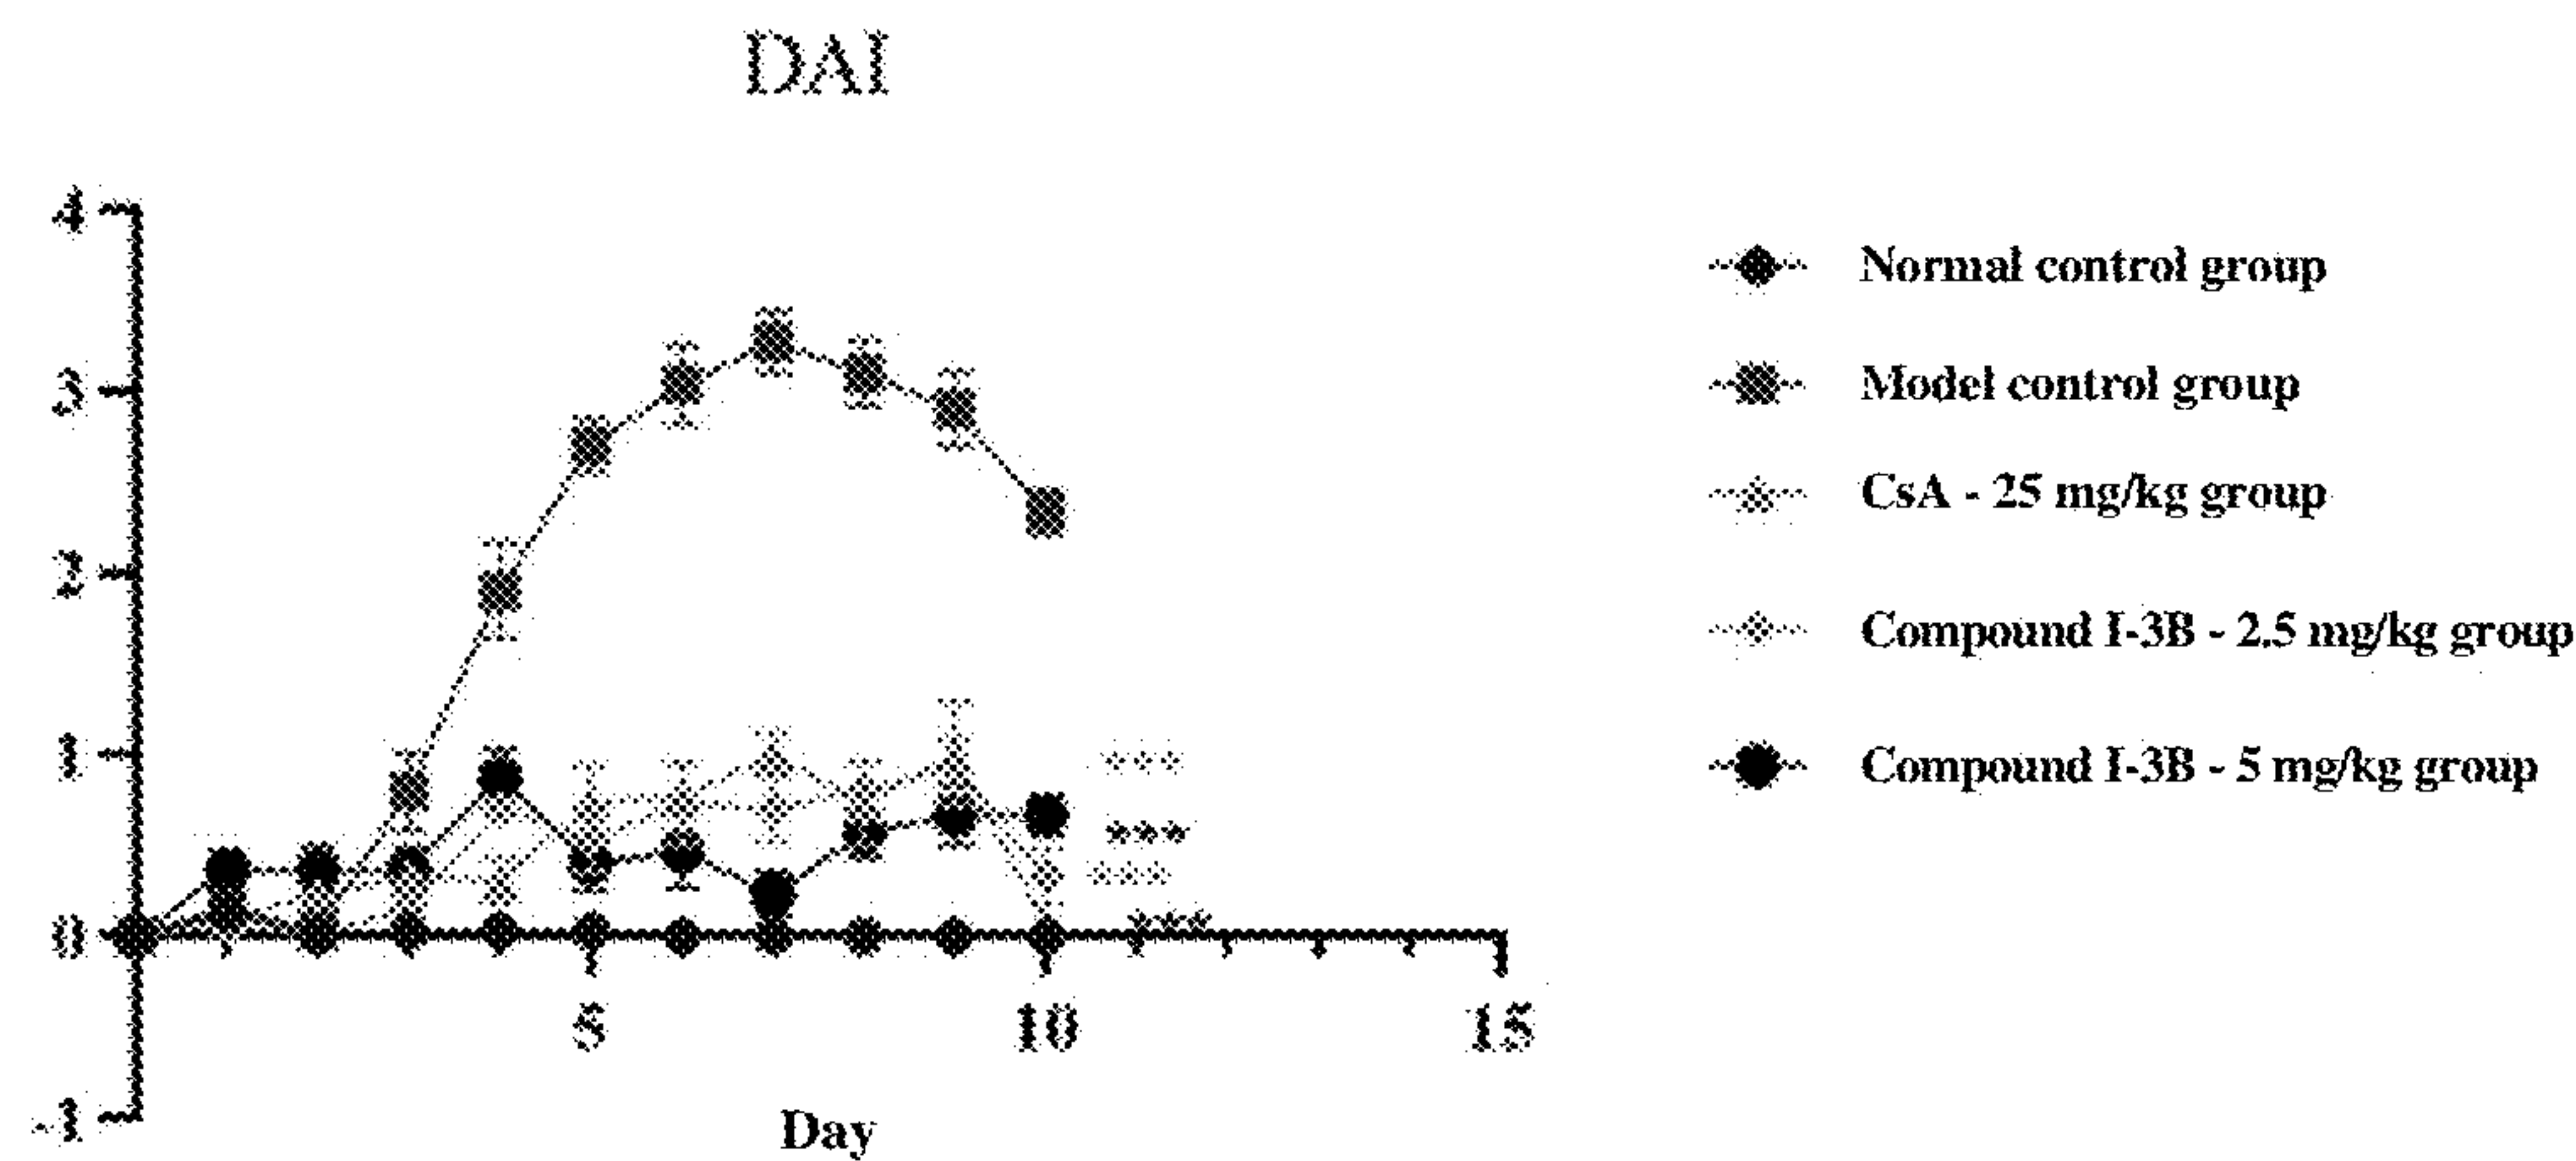 DAI
4
3
2
1
0
-1
5
10
15
Day
***
***
***
***
Normal control group
Model control group
CsA - 25 mg/kg group
Compound I-3B - 2.5 mg/kg group
Compound I-3B - 5 mg/kg group